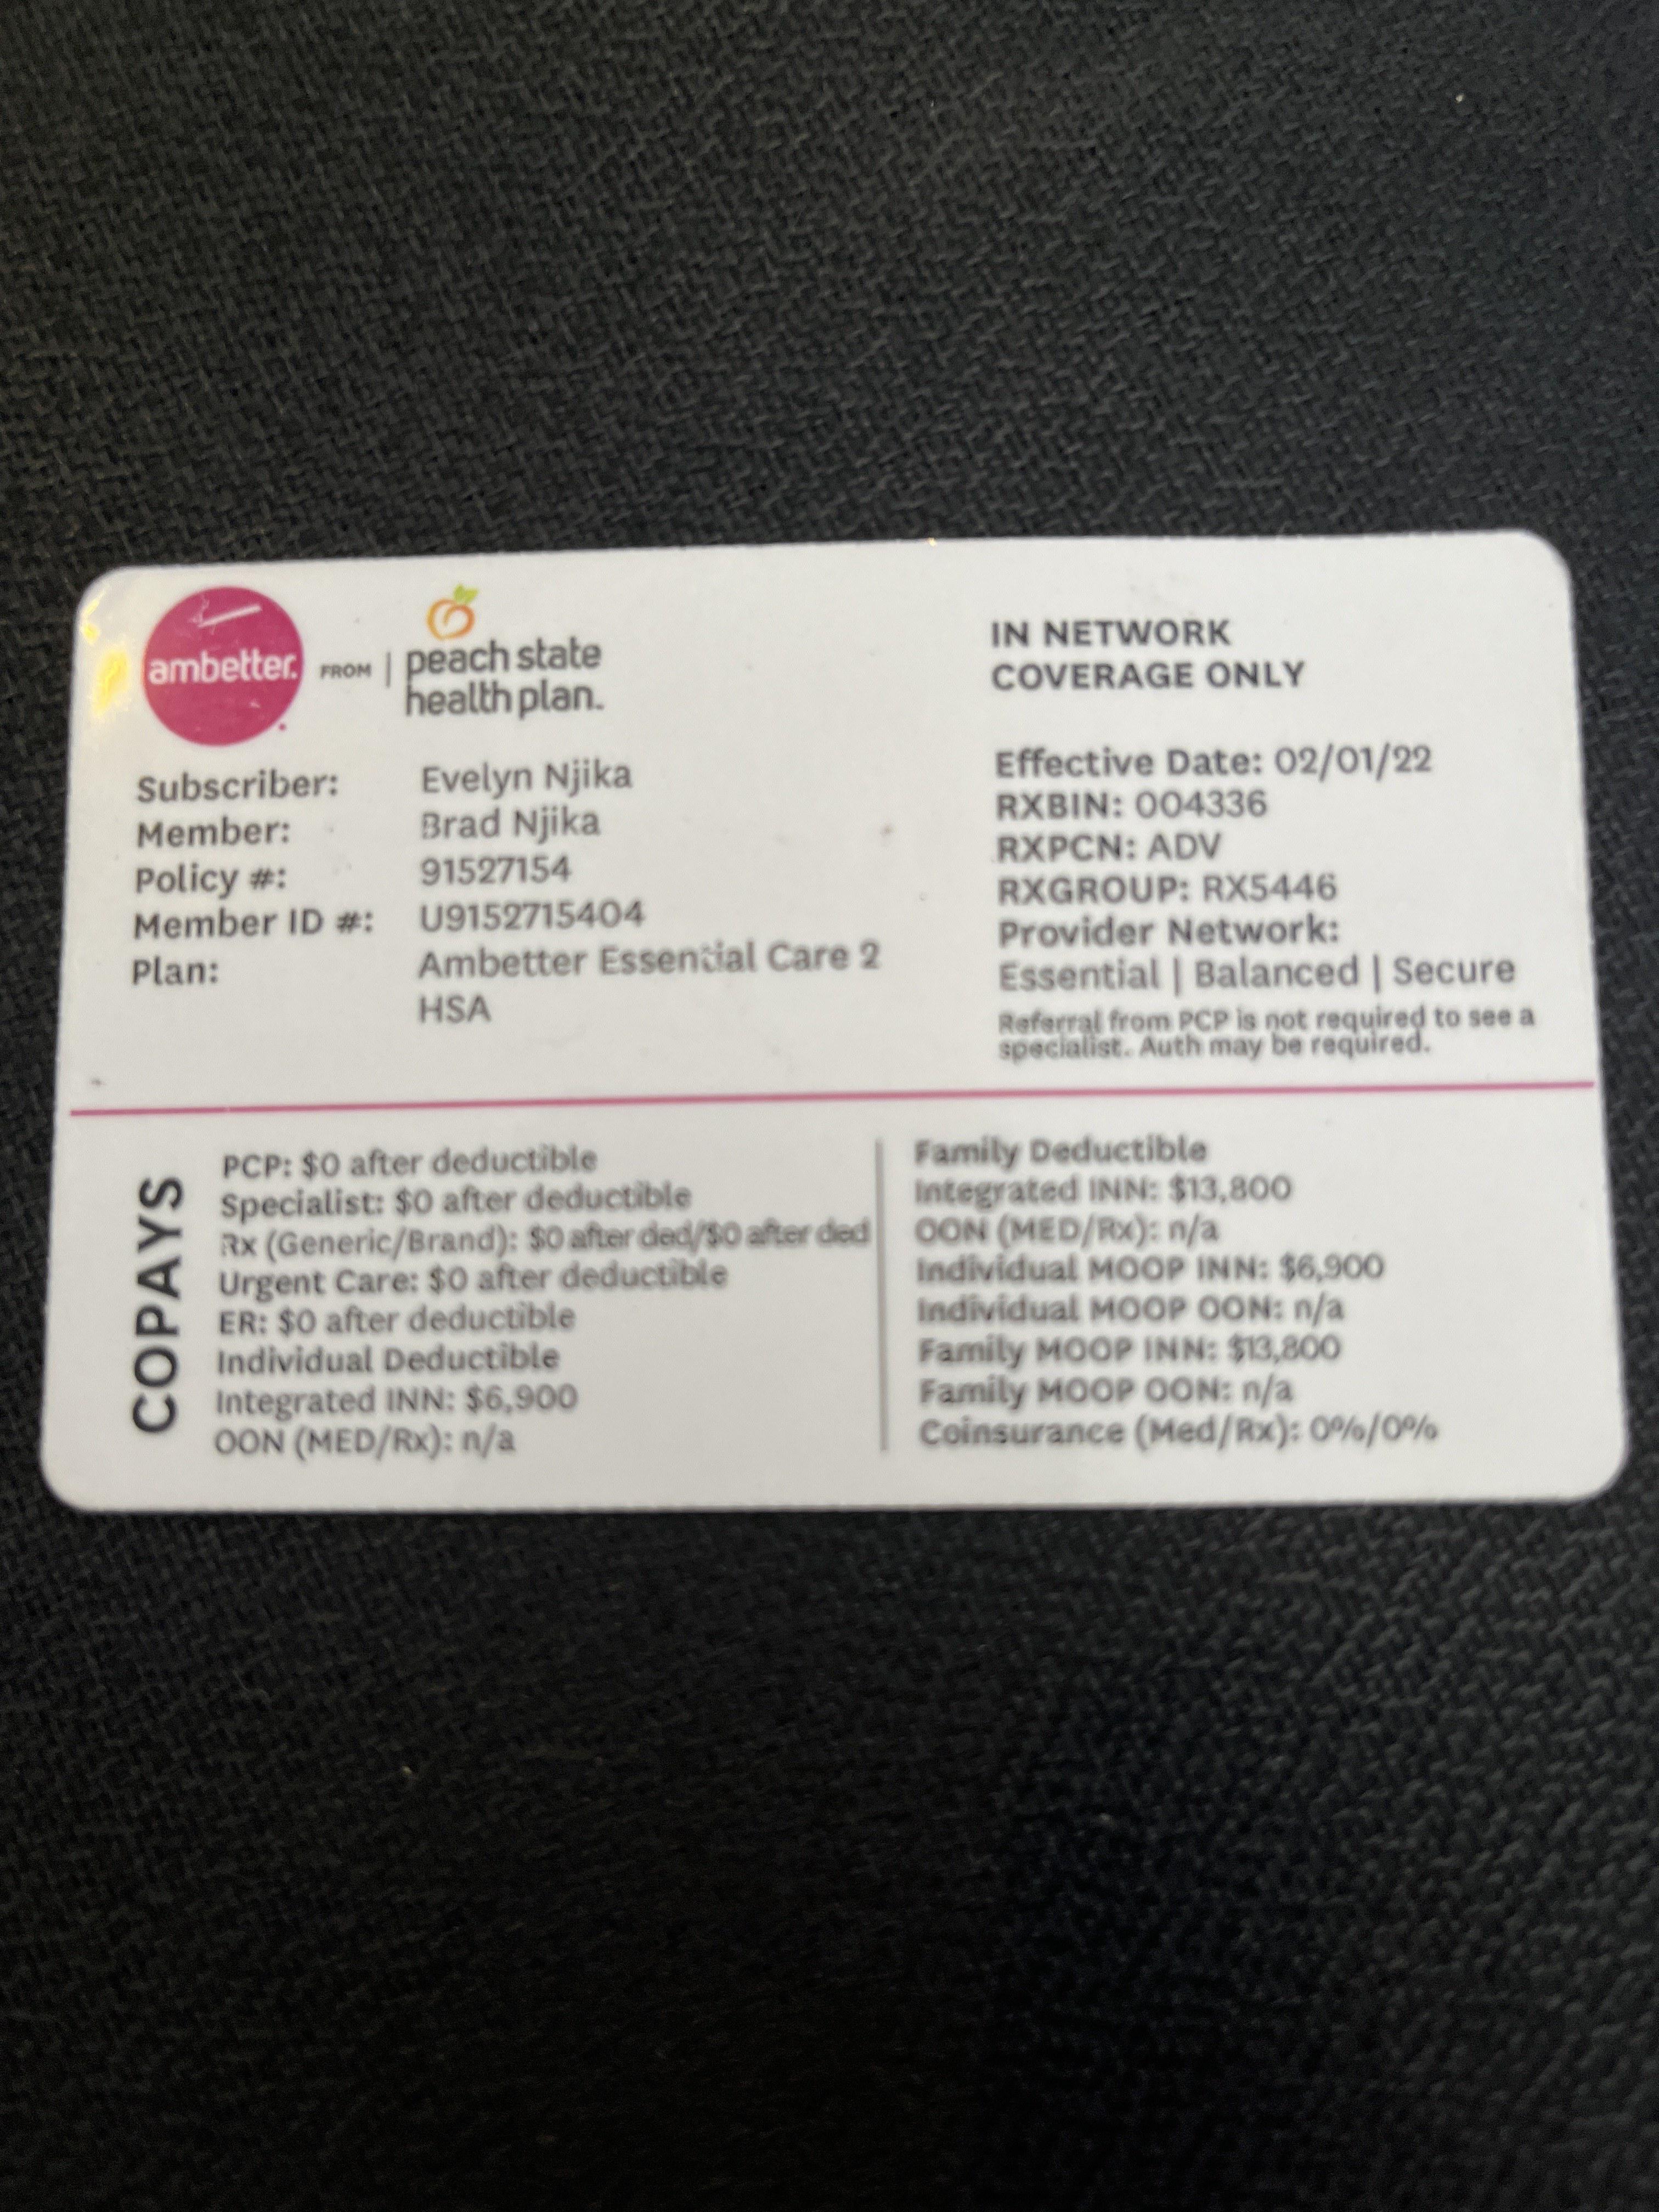 ambetter. FROM | peach state
health plan.
IN NETWORK
COVERAGE ONLY
Subscriber: Evelyn Njika
Member: Brad Njika
Policy #: 91527154
Member ID #: U9152715404
Plan: Ambetter Essential Care 2
HSA
Effective Date: 02/01/22
RXBIN: 004336
RXPCN: ADV
RXGROUP: RX5446
Provider Network:
Essential | Balanced | Secure
Referral from PCP is not required to see a
specialist. Auth may be required.
COPAYS
PCP: $0 after deductible
Specialist: $0 after deductible
Rx (Generic/Brand): $0 after ded/$0 after ded
Urgent Care: $0 after deductible
ER: $0 after deductible
Individual Deductible
Integrated INN: $6,900
OON (MED/Rx): n/a
Family Deductible
Integrated INN: $13,800
OON (MED/Rx): n/a
Individual MOOP INN: $6,900
Individual MOOP OON: n/a
Family MOOP INN: $13,800
Family MOOP OON: n/a
Coinsurance (Med/Rx): 0%/0%